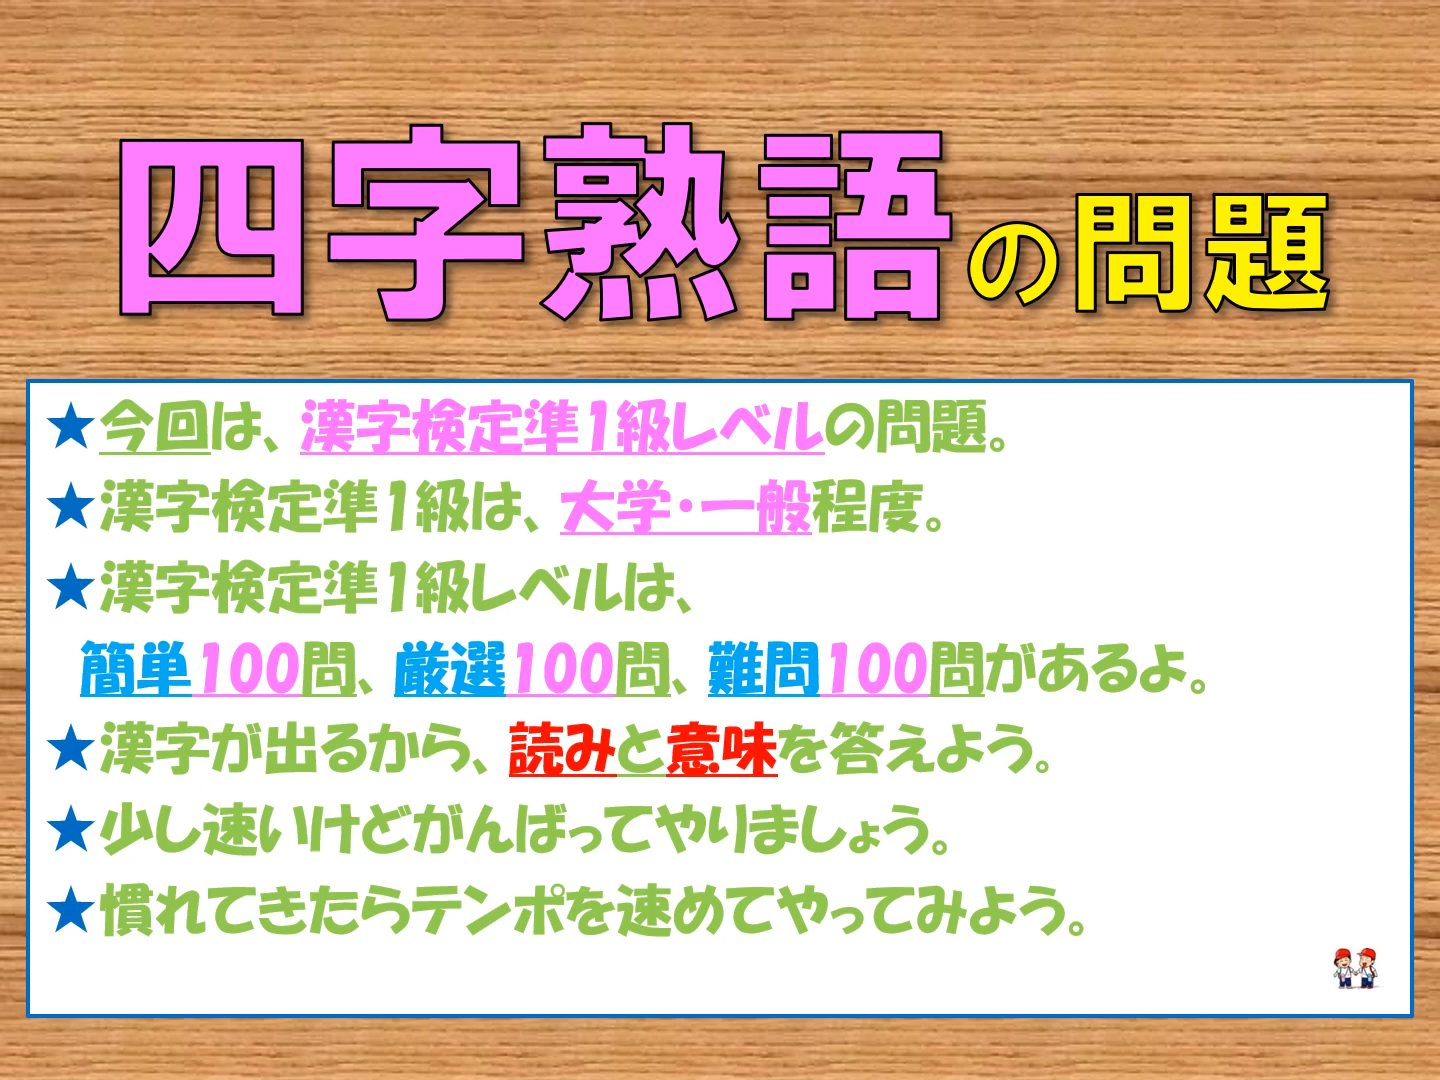 四字熟語の問題
★今回は、漢字検定準1級レベルの問題。
★漢字検定準1級は、大学・一般程度。
★漢字検定準1級レベルは、
簡単100問、厳選100問、難問100問があるよ。
★漢字が出るから、読みと意味を答えよう。
★少し速いけどがんばってやりましょう。
★慣れてきたらテンポを速めてやってみよう。